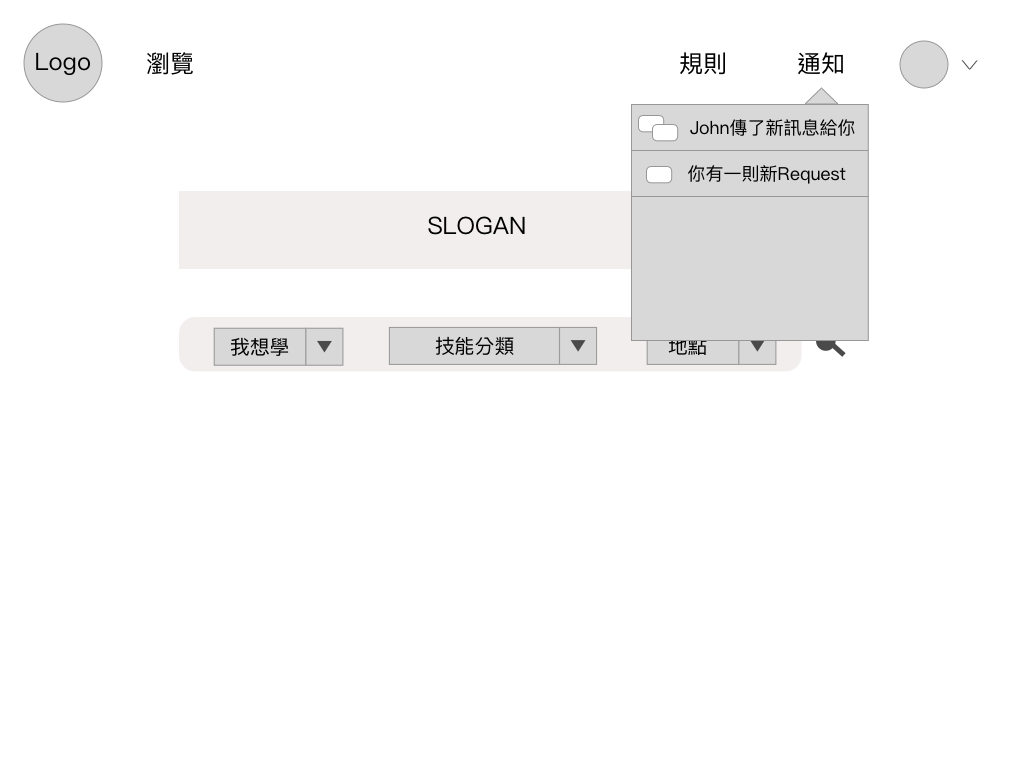 Logo
瀏覽
規則
通知
John傳了新訊息給你
你有一則新Request
SLOGAN
我想學
技能分類
地點